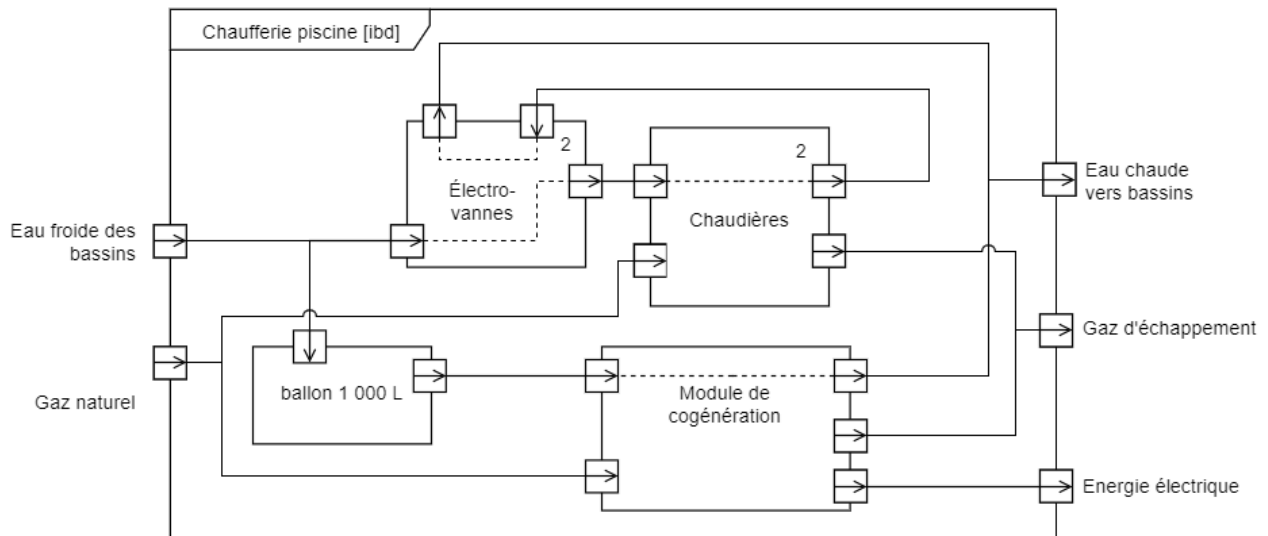 Chaufferie piscine [ibd]
2
Électro-
vannes
2
Chaudières
Eau chaude
vers bassins
Eau froide des
bassins
Gaz d'échappement
Gaz naturel
ballon 1 000 L
Module de
cogénération
Energie électrique